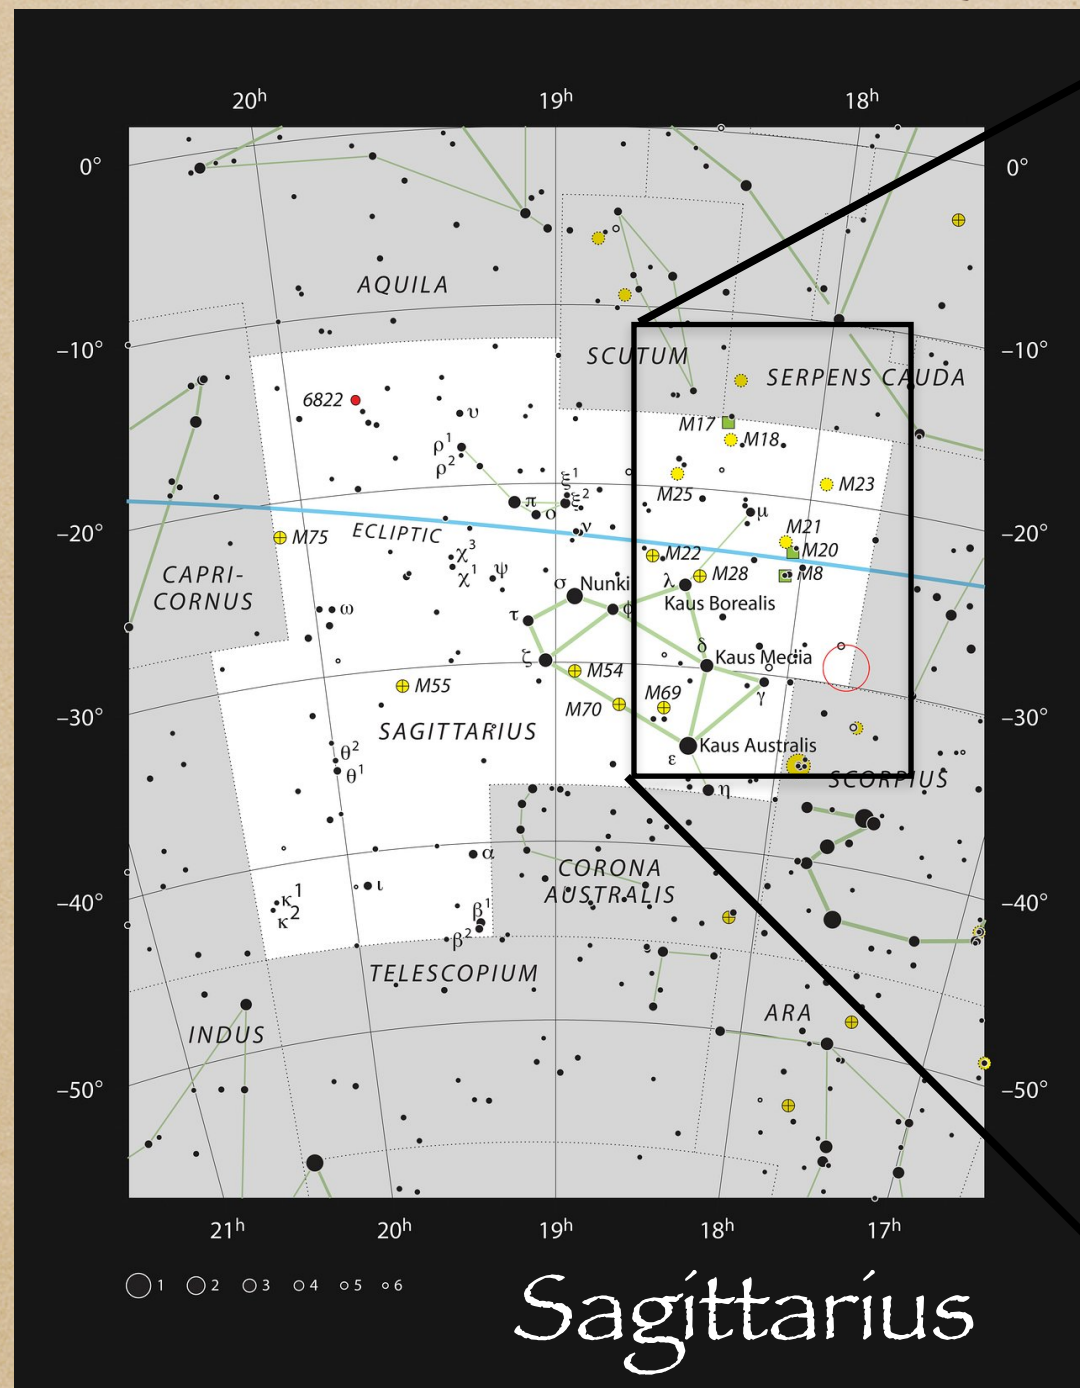 20ʰ 19ʰ 18ʰ
0° 0°
AQUILA
–10° SCUTUM –10°
SERPENS CAUDA
6822 υ
M17 M18
ρ¹
ρ² ξ¹ M25 M23
π ξ² μ
ο
–20° ECLIPTIC ν M21 –20°
M75 χ³ M22 M20
CAPRI- χ¹ ψ M28 M8
CORNUS σ Nunki λ
ω φ Kaus Borealis
τ
δ
ζ Kaus Media
M54
M55 M69 γ
–30° M70 –30°
SAGITTARIUS
θ² Kaus Australis
ε
θ¹ SCORPIUS
η
α CORONA
ι AUSTRALIS
–40° κ¹ –40°
κ² β¹
β²
TELESCOPIUM
ARA
INDUS
–50° –50°
21ʰ 20ʰ 19ʰ 18ʰ 17ʰ
1 2 3 4 5 6
Sagittarius